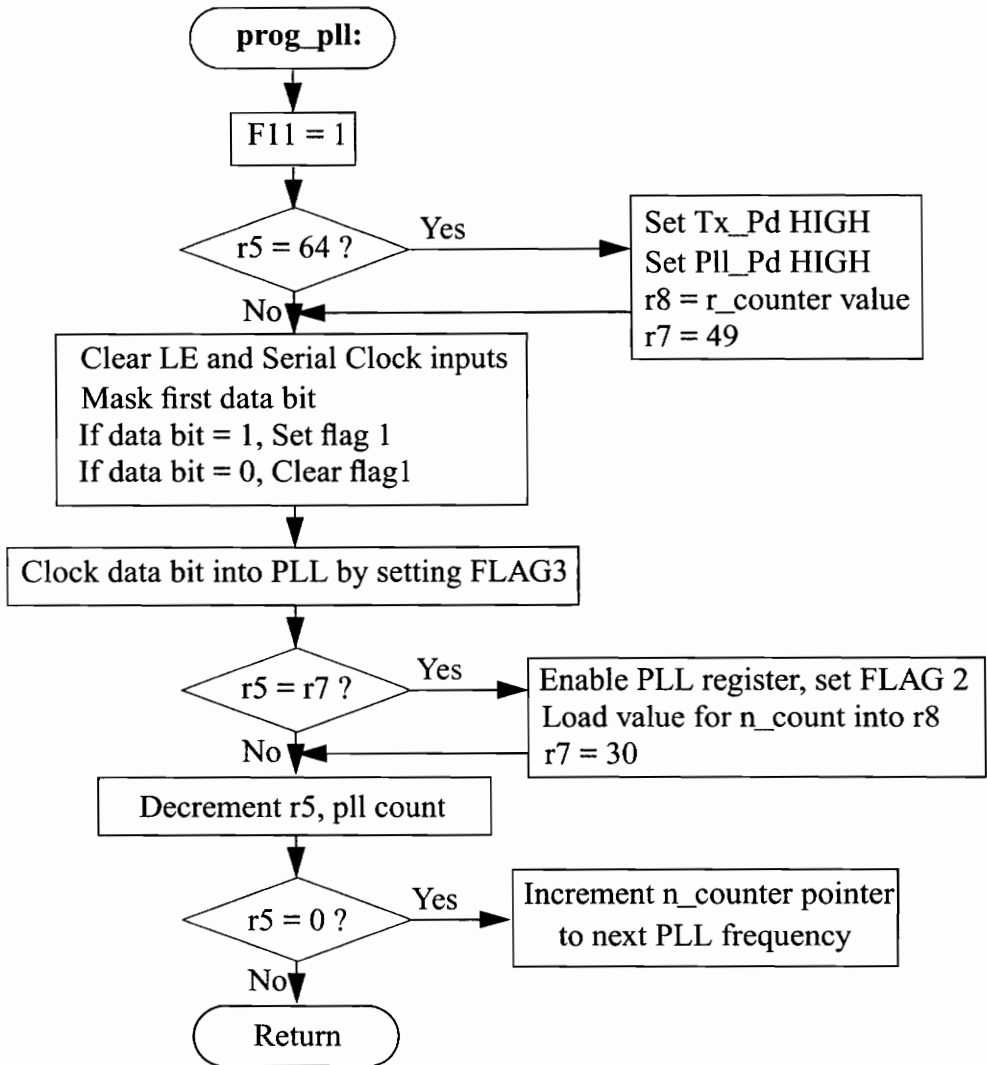 prog_pll:
F11 = 1
r5 = 64 ?
Yes
Set Tx_Pd HIGH
Set Pll_Pd HIGH
r8 = r_counter value
r7 = 49
No
Clear LE and Serial Clock inputs
Mask first data bit
If data bit = 1, Set flag 1
If data bit = 0, Clear flag1
Clock data bit into PLL by setting FLAG3
r5 = r7 ?
Yes
Enable PLL register, set FLAG 2
Load value for n_count into r8
r7 = 30
No
Decrement r5, pll count
r5 = 0 ?
Yes
Increment n_counter pointer
to next PLL frequency
No
Return